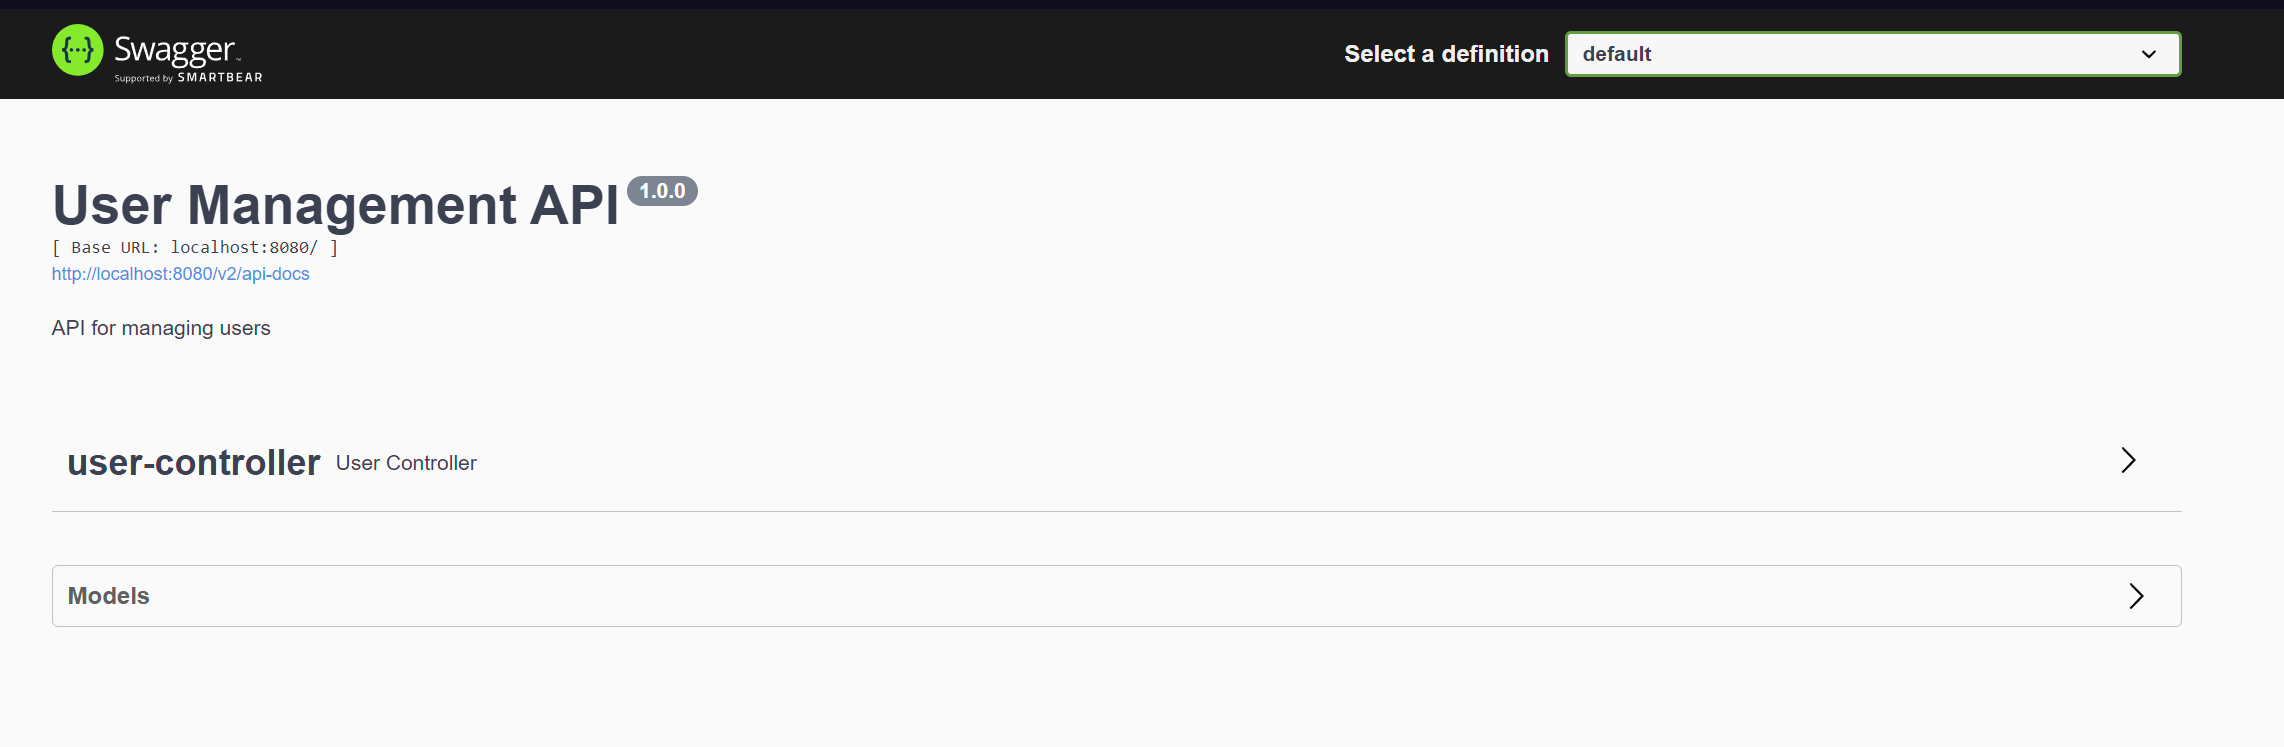 {···} Swagger™
Supported by SMARTBEAR
Select a definition
default
User Management API 1.0.0
[ Base URL: localhost:8080/ ]
http://localhost:8080/v2/api-docs
API for managing users
user-controller User Controller
Models